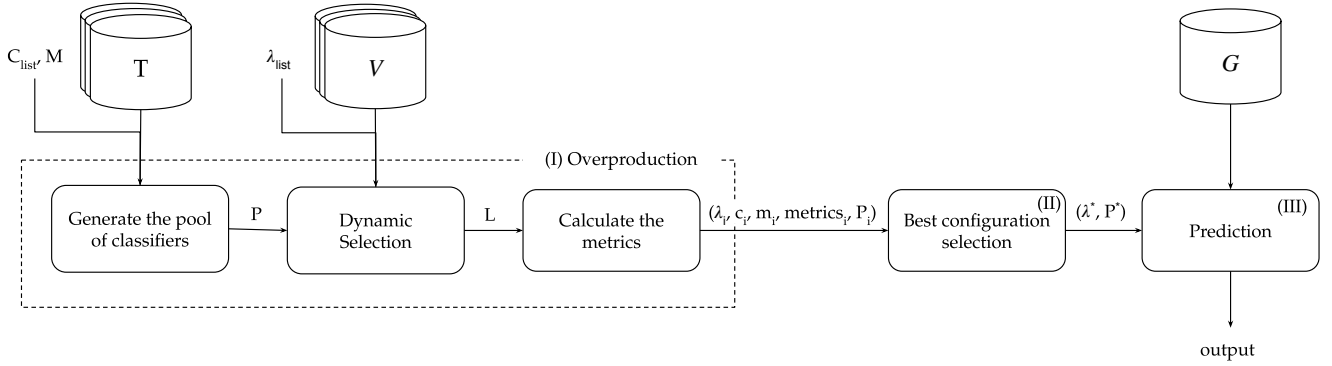 C_list, M
T
λ_list
V
G
(I) Overproduction
Generate the pool
of classifiers
P
Dynamic
Selection
L
Calculate the
metrics
(λ_i, c_i, m_i, metrics_i, P_i)
(II)
Best configuration
selection
(λ*, P*)
(III)
Prediction
output